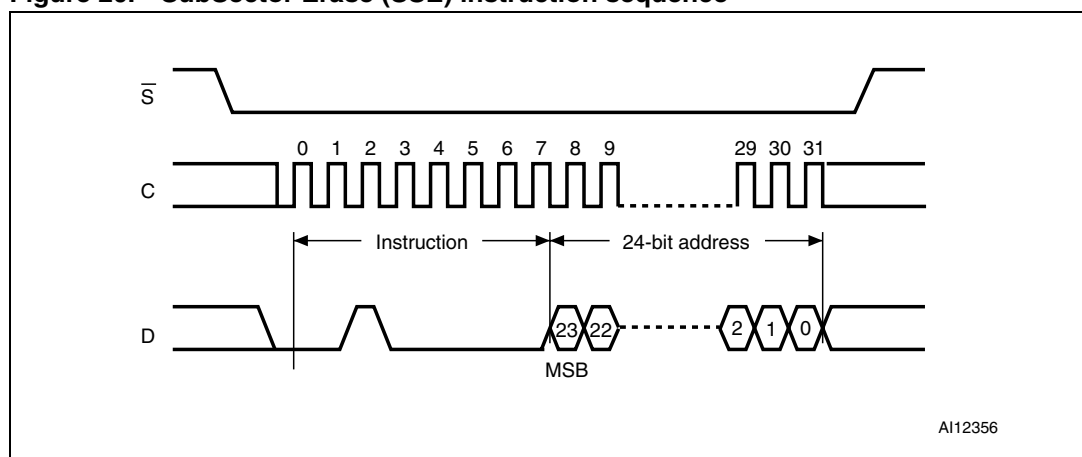 Figure SubSector Erase (SSE) instruction sequence
S
0 1 2 3 4 5 6 7 8 9 29 30 31
C
Instruction 24-bit address
D 23 22 2 1 0
MSB
AI12356